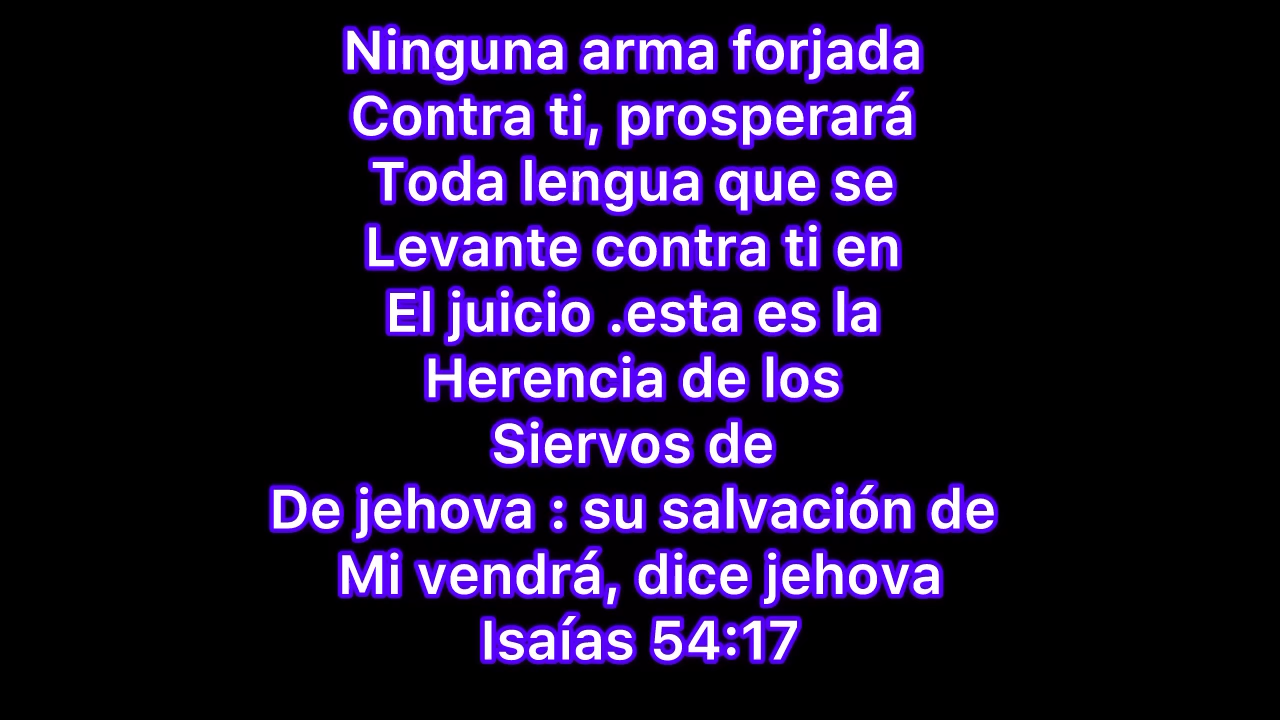 Ninguna arma forjada
Contra ti, prosperará
Toda lengua que se
Levante contra ti en
El juicio .esta es la
Herencia de los
Siervos de
De jehova : su salvación de
Mi vendrá, dice jehova
Isaías 54:17